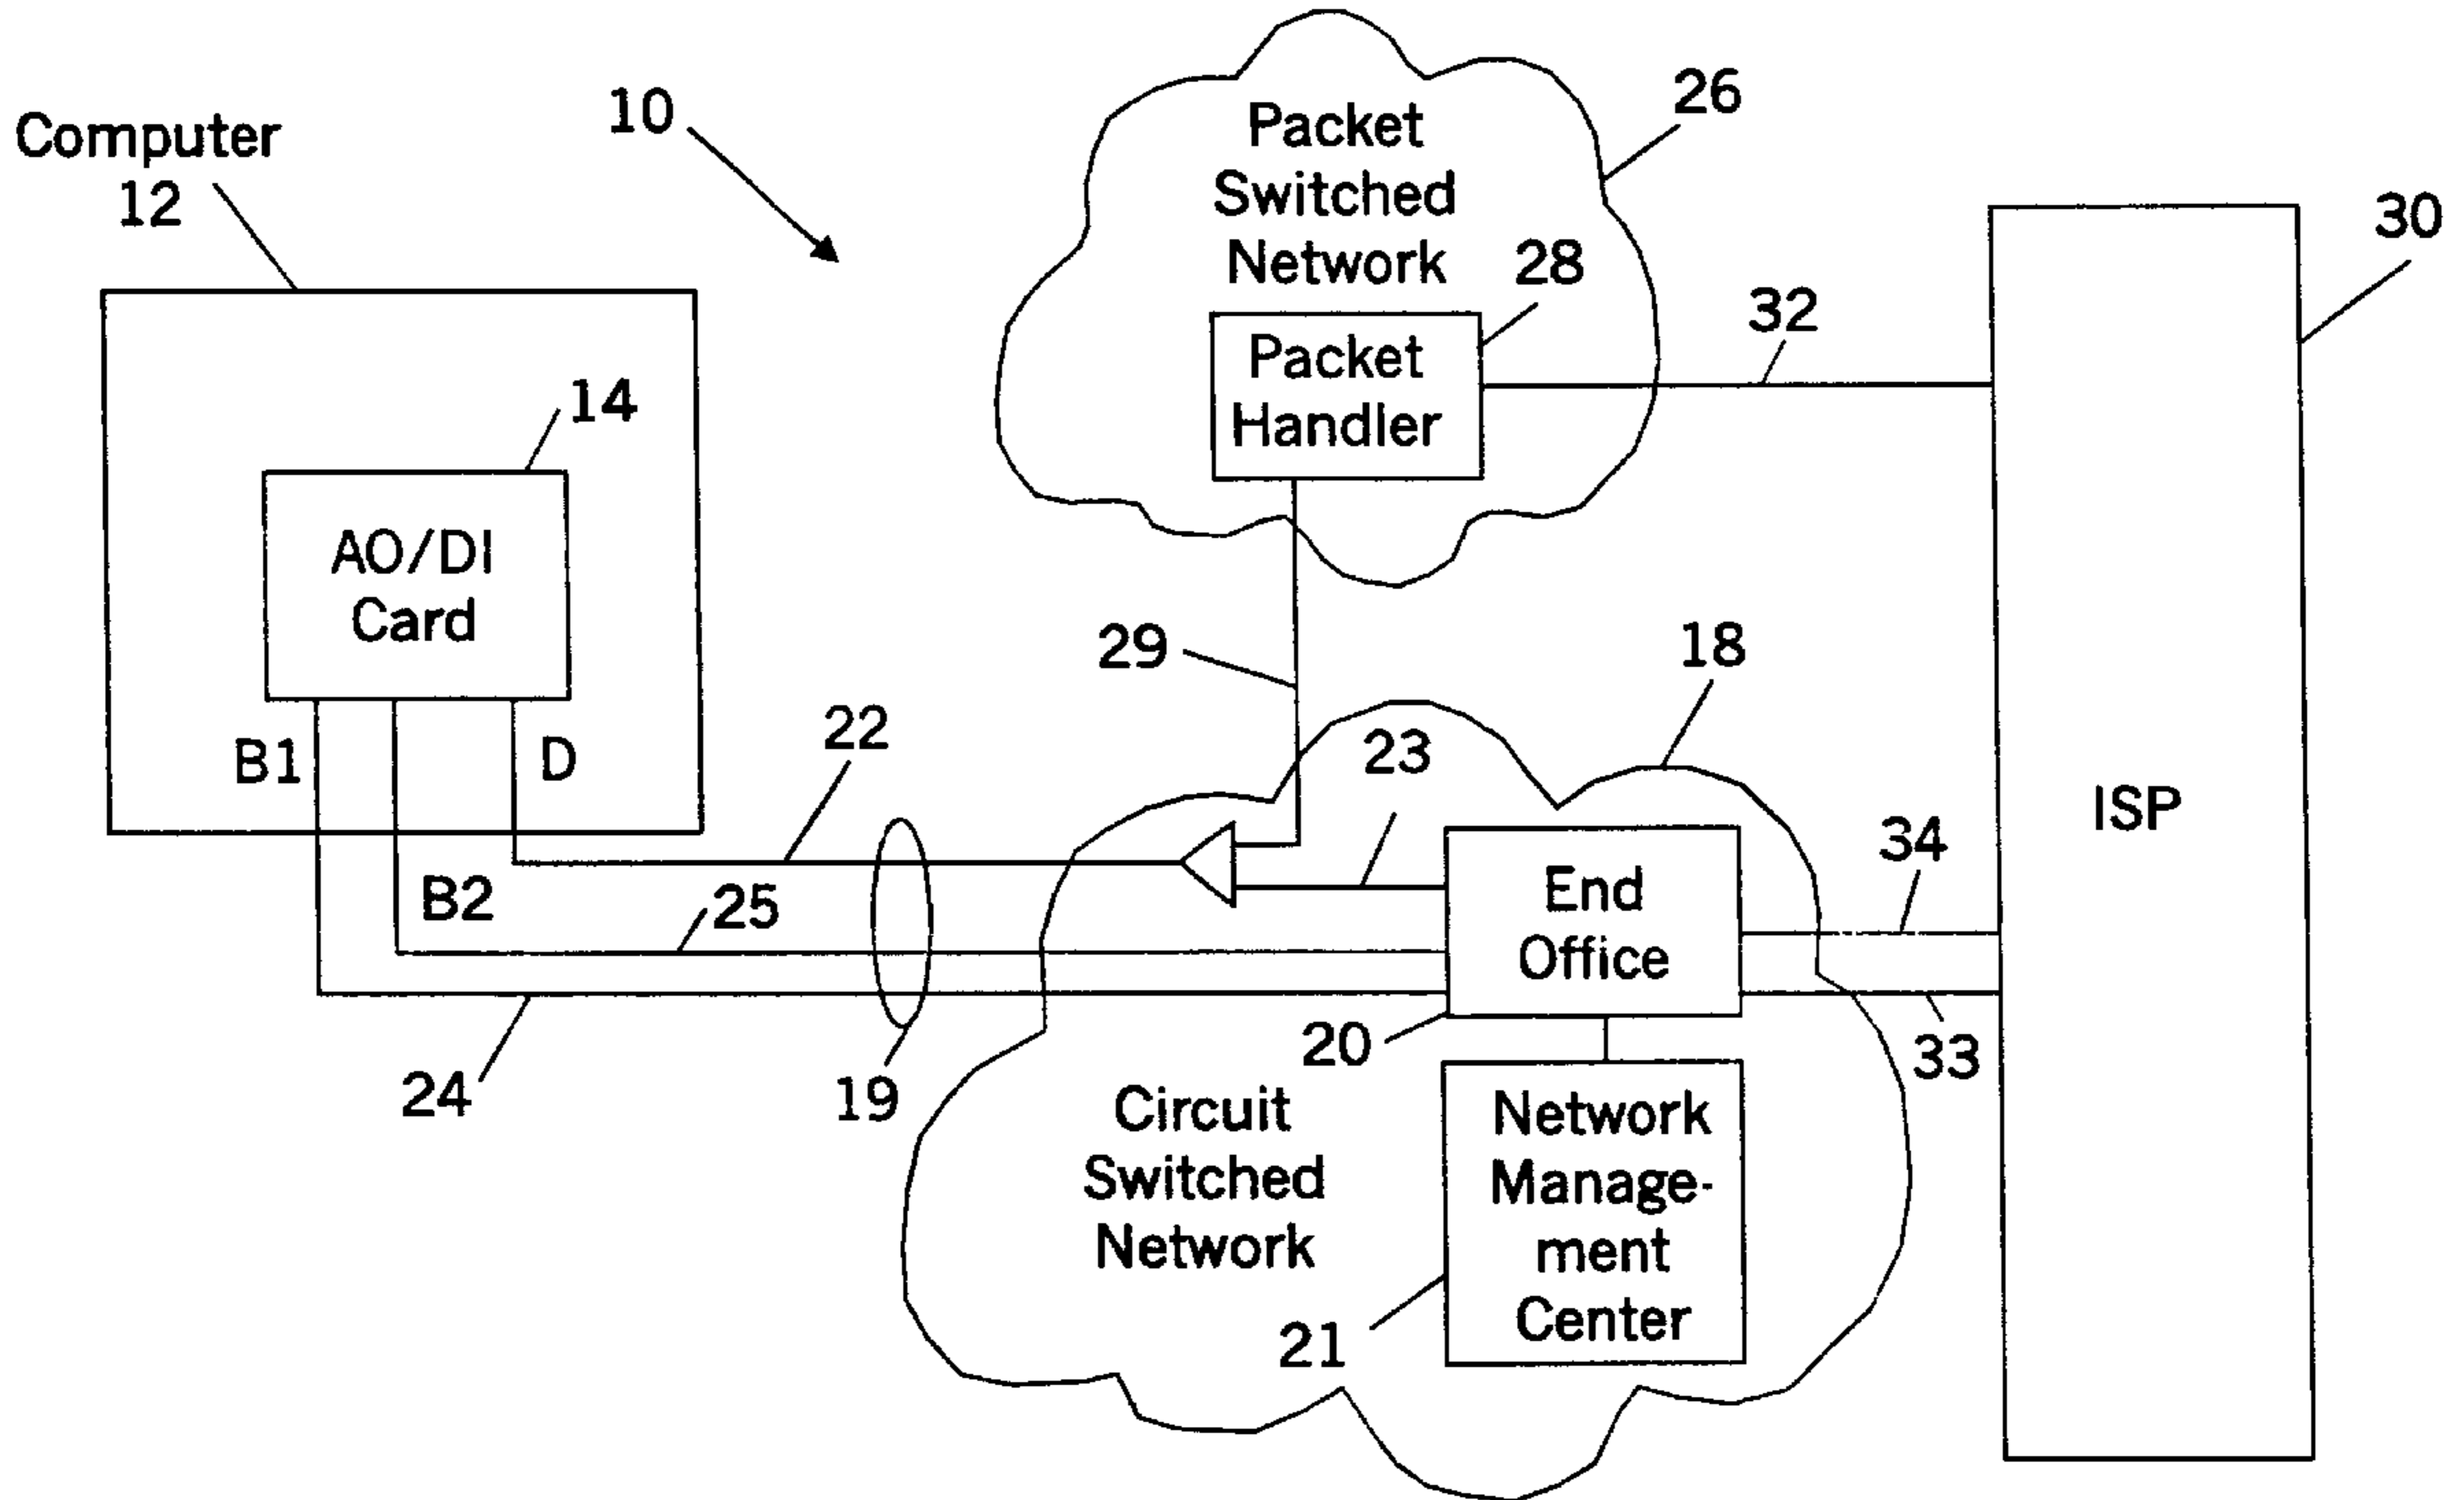 Computer
12
10
14
AO/DI
Card
B1
D
B2
22
25
24
19
Packet
Switched
Network
26
28
Packet
Handler
29
32
30
ISP
18
23
End
Office
20
34
33
Circuit
Switched
Network
Network
Manage-
ment
Center
21